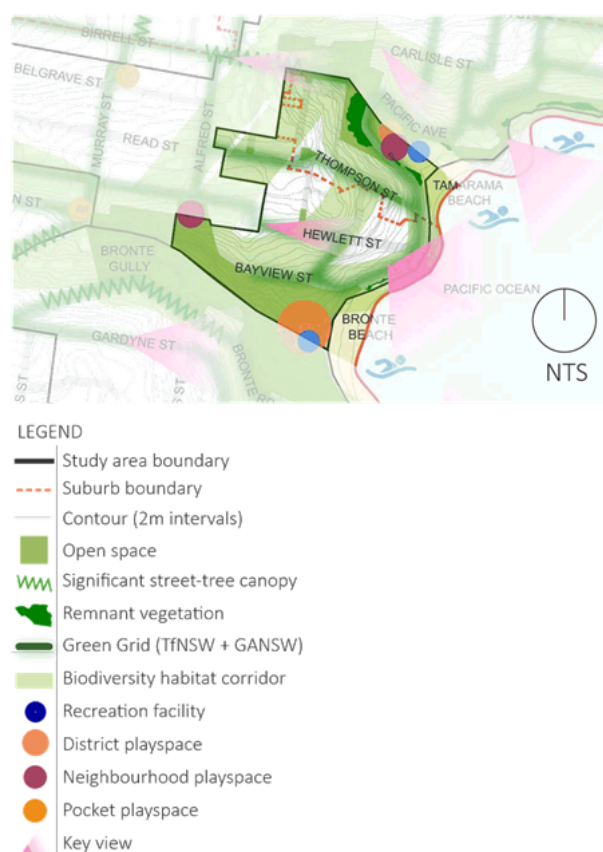 BIRRELL ST
CARLISLE ST
BELGRAVE ST
MURRAY ST
READ ST
ALFRED ST
PACIFIC AVE
THOMPSON ST
TAMARAMA
BEACH
N ST
HEWLETT ST
BRONTE
GULLY
BAYVIEW ST
PACIFIC OCEAN
BRONTE
BEACH
GARDYNE ST
BRONTE RD
NTS
LEGEND
Study area boundary
Suburb boundary
Contour (2m intervals)
Open space
Significant street-tree canopy
Remnant vegetation
Green Grid (TfNSW + GANSW)
Biodiversity habitat corridor
Recreation facility
District playspace
Neighbourhood playspace
Pocket playspace
Key view